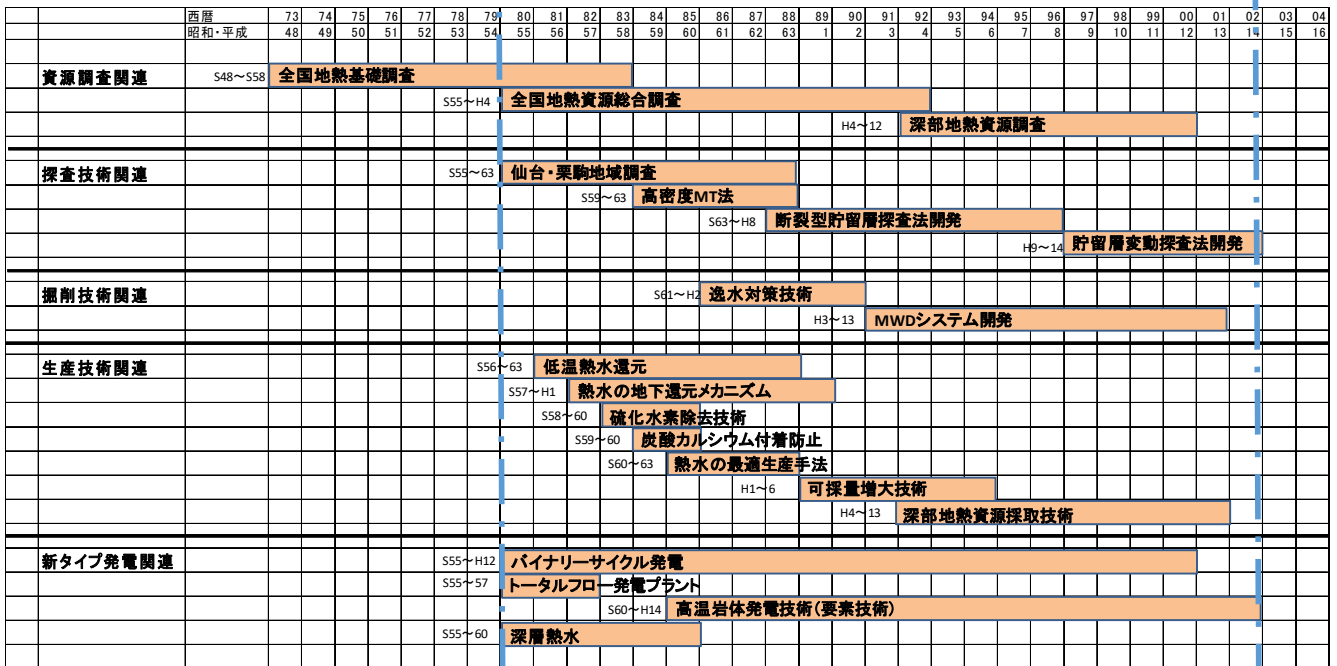 西暦 73 74 75 76 77 78 79 80 81 82 83 84 85 86 87 88 89 90 91 92 93 94 95 96 97 98 99 00 01 02 03 04
昭和・平成 48 49 50 51 52 53 54 55 56 57 58 59 60 61 62 63 1 2 3 4 5 6 7 8 9 10 11 12 13 14 15 16
資源調査関連 S48～S58 全国地熱基礎調査
S55～H4 全国地熱資源総合調査
H4～12 深部地熱資源調査
探査技術関連 S55～63 仙台・栗駒地域調査
S59～63 高密度MT法
S63～H8 断裂型貯留層探査法開発
H9～14 貯留層変動探査法開発
掘削技術関連 S61～H2 逸水対策技術
H3～13 MWDシステム開発
生産技術関連 S56～63 低温熱水還元
S57～H1 熱水の地下還元メカニズム
S58～60 硫化水素除去技術
S59～60 炭酸カルシウム付着防止
S60～63 熱水の最適生産手法
H1～6 可採量増大技術
H4～13 深部地熱資源採取技術
新タイプ発電関連 S55～H12 バイナリーサイクル発電
S55～57 トータルフロー発電プラント
S60～H14 高温岩体発電技術(要素技術)
S55～60 深層熱水